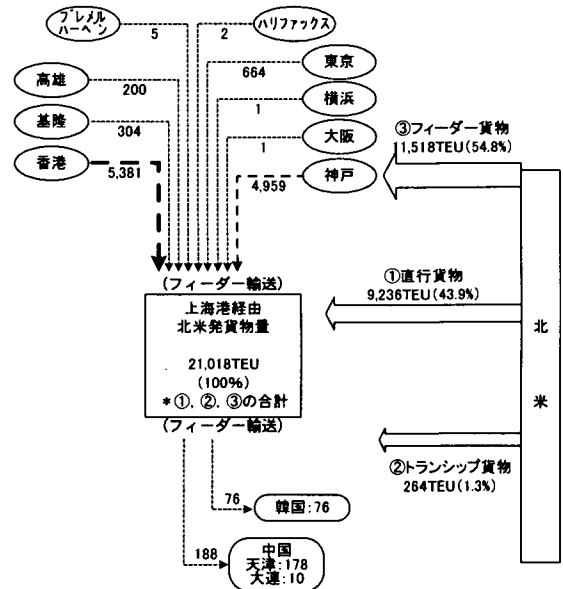 ブレメル
ハーベン
5
ハリファックス
2
高雄
200
東京
664
基隆
304
横浜
1
香港
5,381
大阪
1
神戸
4,959
③フィーダー貨物
11,518TEU(54.8%)
(フィーダー輸送)
上海港経由
北米発貨物量
21,018TEU
(100%)
*①,②,③の合計
(フィーダー輸送)
①直行貨物
9,236TEU(43.9%)
北
米
②トランシップ貨物
264TEU(1.3%)
76
韓国:76
188
中国
天津:178
大連:10